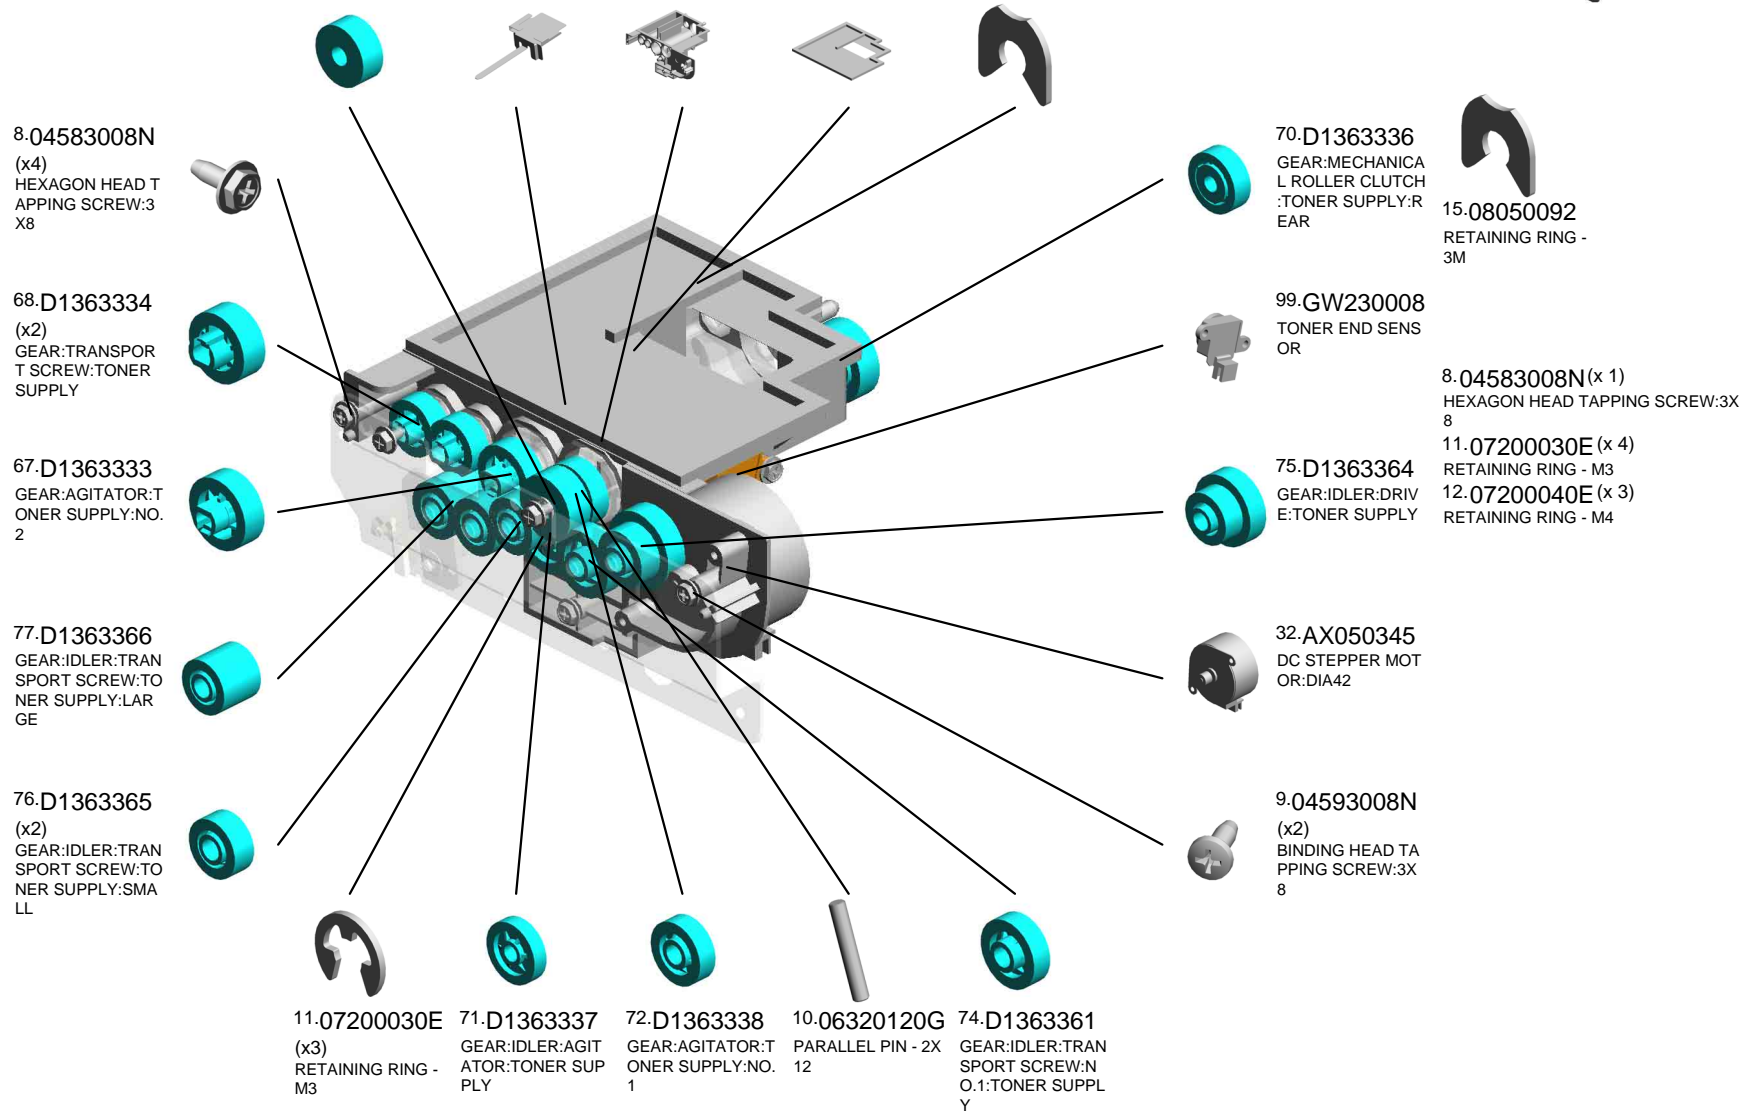 8.04583008N
(x4)
HEXAGON HEAD T
APPING SCREW:3
X8
68.D1363334
(x2)
GEAR:TRANSPOR
T SCREW:TONER
SUPPLY
67.D1363333
GEAR:AGITATOR:T
ONER SUPPLY:NO.
2
77.D1363366
GEAR:IDLER:TRAN
SPORT SCREW:TO
NER SUPPLY:LAR
GE
76.D1363365
(x2)
GEAR:IDLER:TRAN
SPORT SCREW:TO
NER SUPPLY:SMA
LL
11.07200030E
(x3)
RETAINING RING -
M3
71.D1363337
GEAR:IDLER:AGIT
ATOR:TONER SUP
PLY
72.D1363338
GEAR:AGITATOR:T
ONER SUPPLY:NO.
1
10.06320120G
PARALLEL PIN - 2X
12
74.D1363361
GEAR:IDLER:TRAN
SPORT SCREW:N
O.1:TONER SUPPL
Y
70.D1363336
GEAR:MECHANICA
L ROLLER CLUTCH
:TONER SUPPLY:R
EAR
99.GW230008
TONER END SENS
OR
75.D1363364
GEAR:IDLER:DRIV
E:TONER SUPPLY
32.AX050345
DC STEPPER MOT
OR:DIA42
9.04593008N
(x2)
BINDING HEAD TA
PPING SCREW:3X
8
15.08050092
RETAINING RING -
3M
8.04583008N (x 1)
HEXAGON HEAD TAPPING SCREW:3X
8
11.07200030E (x 4)
RETAINING RING - M3
12.07200040E (x 3)
RETAINING RING - M4